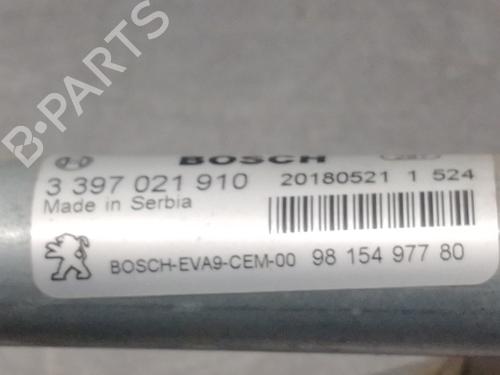 B-PARTS
BOSCH
3 397 021 910
20180521 1 524
Made in Serbia
BOSCH-EVA9-CEM-00
98 154 977 80